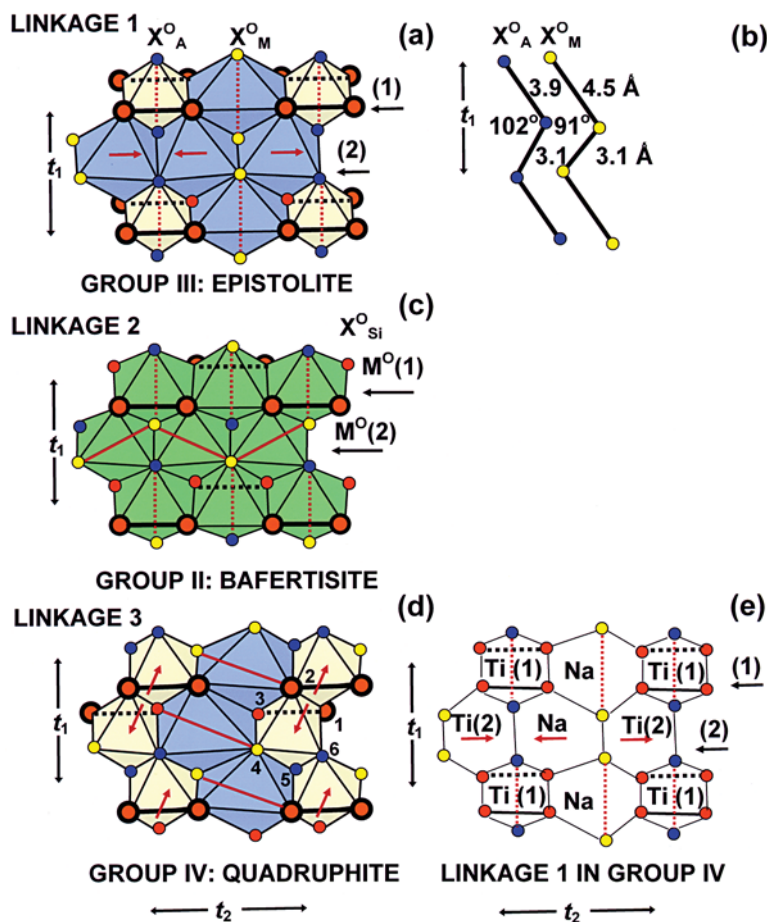 LINKAGE 1
X^O_A X^O_M (a)
(1)
(2)
t1
GROUP III: EPISTOLITE
X^O_A X^O_M (b)
3.9 4.5 Å
t1
102° 91°
3.1 3.1 Å
LINKAGE 2
(c)
X^O_Si
M^O(1)
M^O(2)
t1
GROUP II: BAFERTISITE
LINKAGE 3
(d)
2
3
1
t1
6
4
5
GROUP IV: QUADRUPHITE
t2
(e)
Ti(1) Na Ti(1) (1)
t1
Ti(2) Na Ti(2) (2)
Ti(1) Na Ti(1)
LINKAGE 1 IN GROUP IV
t2